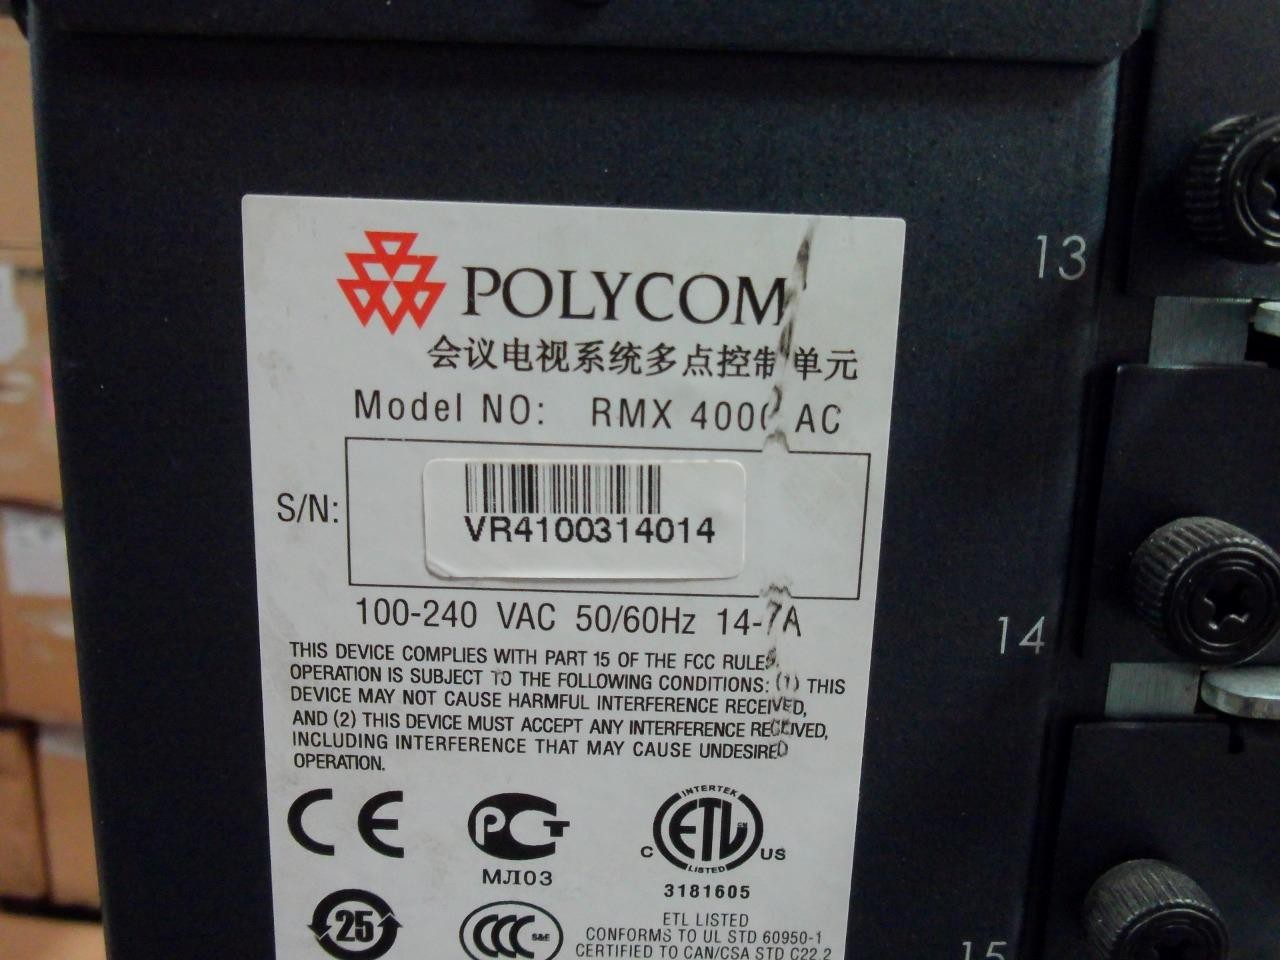 POLYCOM
会议电视系统多点控制单元
Model NO: RMX 4000 AC
S/N:
VR4100314014
100-240 VAC 50/60Hz 14-7A
THIS DEVICE COMPLIES WITH PART 15 OF THE FCC RULES.
OPERATION IS SUBJECT TO THE FOLLOWING CONDITIONS: (1) THIS
DEVICE MAY NOT CAUSE HARMFUL INTERFERENCE RECEIVED,
AND (2) THIS DEVICE MUST ACCEPT ANY INTERFERENCE RECEIVED,
INCLUDING INTERFERENCE THAT MAY CAUSE UNDESIRED
OPERATION.
CE
РСТ
МЛ03
INTERTEK
C ETL US
LISTED
3181605
25
CCC S&E
ETL LISTED
CONFORMS TO UL STD 60950-1
CERTIFIED TO CAN/CSA STD C22.2
13
14
15